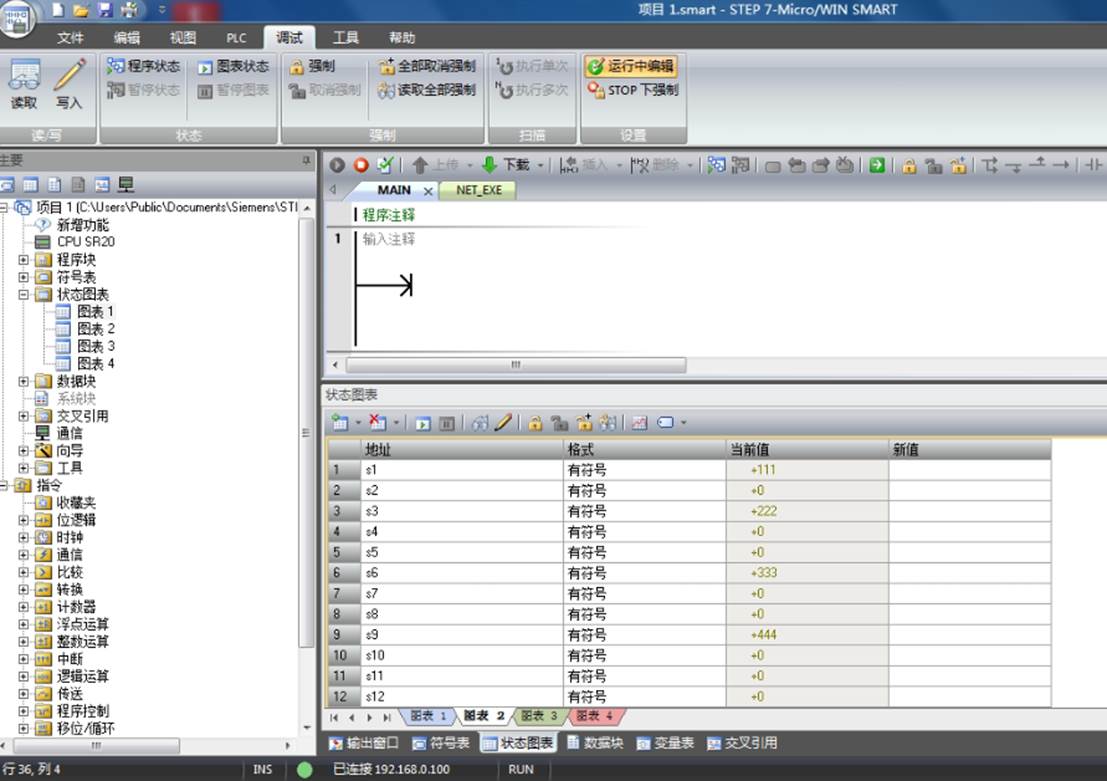 项目 1.smart - STEP 7-Micro/WIN SMART
文件 编辑 视图 PLC 调试 工具 帮助
程序状态 图表状态 强制 全部取消强制 执行单次 运行中编辑
读取 写入 暂停状态 暂停图表 取消强制 读取全部强制 执行多次 STOP 下强制
读/写 状态 强制 扫描 设置
主要
上传 下载 插入 删除
MAIN NET_EXE
项目 1 (C:\Users\Public\Documents\Siemens\STI
新增功能
CPU SR20
程序块
符号表
状态图表
图表 1
图表 2
图表 3
图表 4
数据块
系统块
交叉引用
通信
向导
工具
指令
收藏夹
位逻辑
时钟
通信
比较
转换
计数器
浮点运算
整数运算
中断
逻辑运算
传送
程序控制
移位/循环
程序注释
1 输入注释
状态图表
地址 格式 当前值 新值
1 s1 有符号 +111
2 s2 有符号 +0
3 s3 有符号 +222
4 s4 有符号 +0
5 s5 有符号 +0
6 s6 有符号 +333
7 s7 有符号 +0
8 s8 有符号 +0
9 s9 有符号 +444
10 s10 有符号 +0
11 s11 有符号 +0
12 s12 有符号 +0
图表 1 图表 2 图表 3 图表 4
输出窗口 符号表 状态图表 数据块 变量表 交叉引用
行 36, 列 4 INS 已连接 192.168.0.100 RUN